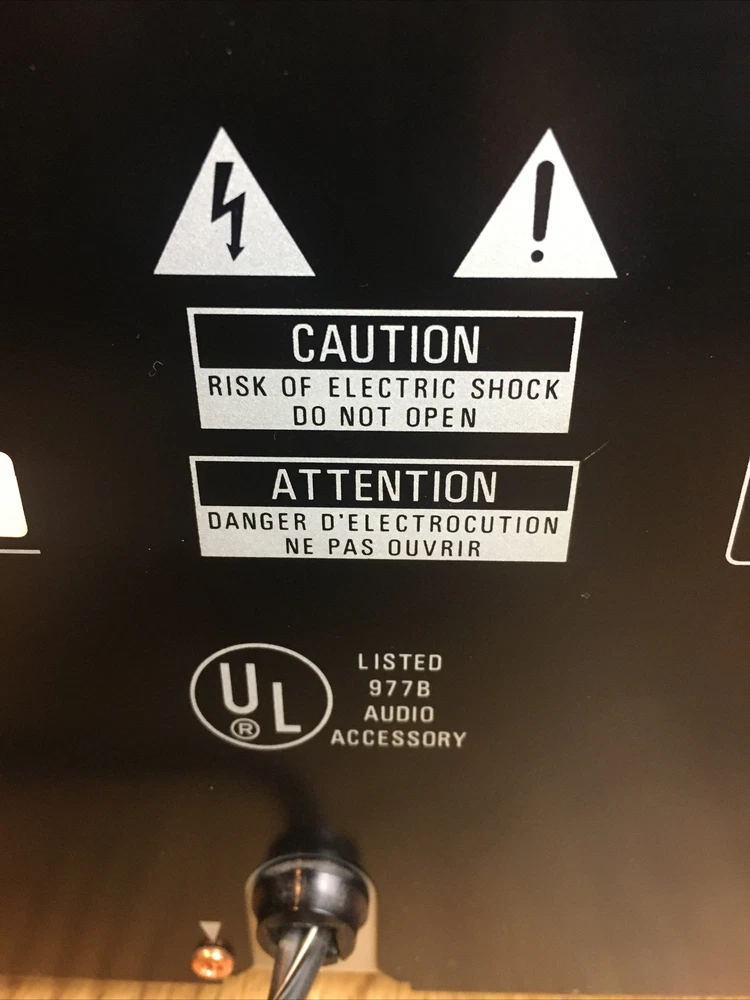 CAUTION
RISK OF ELECTRIC SHOCK
DO NOT OPEN
ATTENTION
DANGER D'ELECTROCUTION
NE PAS OUVRIR
UL
®
LISTED
977B
AUDIO
ACCESSORY